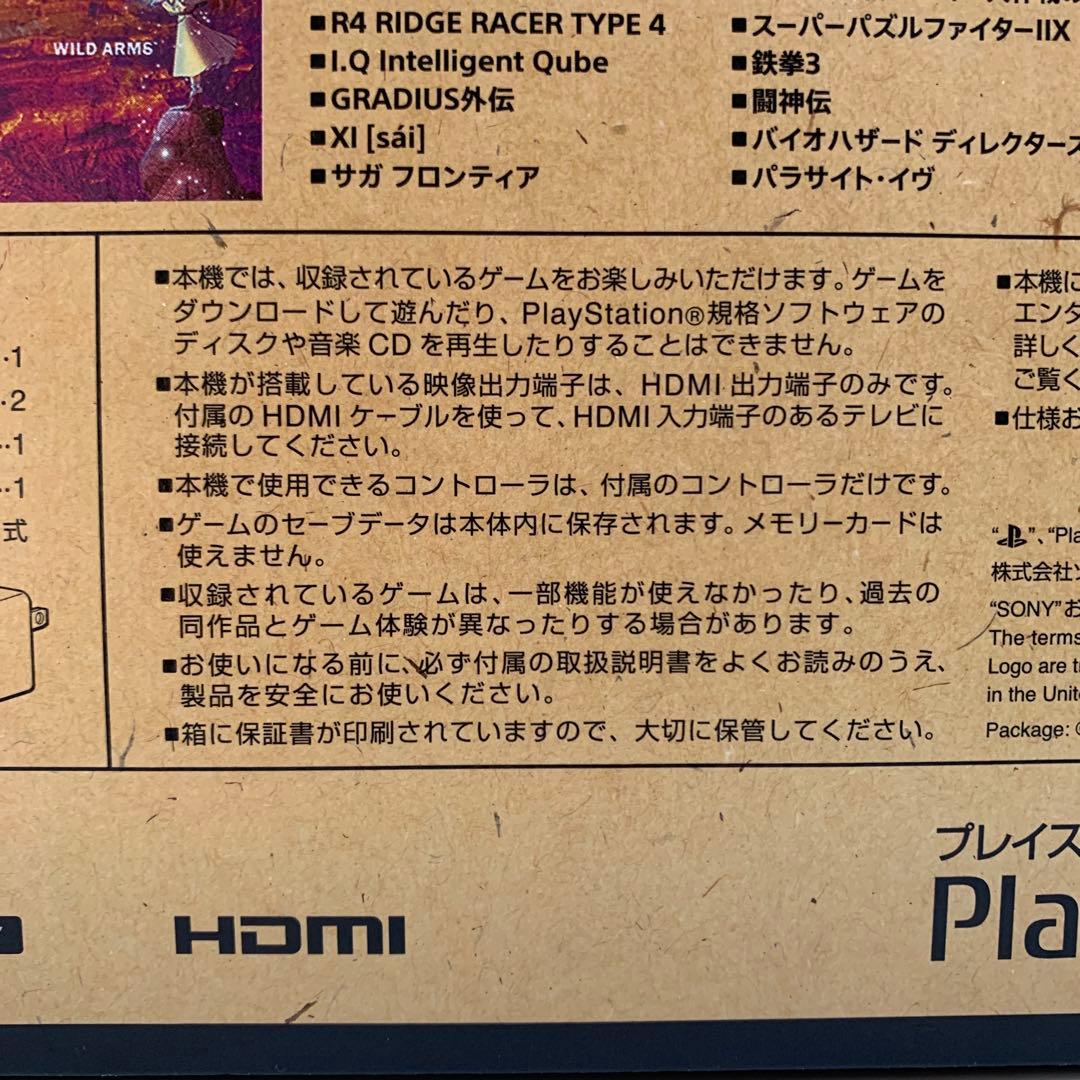 WILD ARMS™
■R4 RIDGE RACER TYPE 4
■I.Q Intelligent Qube
■GRADIUS外伝
■XI [sái]
■サガ フロンティア
■スーパーパズルファイターIIX
■鉄拳3
■闘神伝
■バイオハザード ディレクターズ
■パラサイト・イヴ
‥1
‥2
‥1
‥1
式
■本機では、収録されているゲームをお楽しみいただけます。ゲームを
ダウンロードして遊んだり、PlayStation®規格ソフトウェアの
ディスクや音楽 CD を再生したりすることはできません。
■本機が搭載している映像出力端子は、HDMI 出力端子のみです。
付属の HDMI ケーブルを使って、HDMI 入力端子のあるテレビに
接続してください。
■本機で使用できるコントローラは、付属のコントローラだけです。
■ゲームのセーブデータは本体内に保存されます。メモリーカードは
使えません。
■収録されているゲームは、一部機能が使えなかったり、過去の
同作品とゲーム体験が異なったりする場合があります。
■お使いになる前に、必ず付属の取扱説明書をよくお読みのうえ、
製品を安全にお使いください。
■箱に保証書が印刷されていますので、大切に保管してください。
■本機に
エンタ
詳しく
ご覧く
■仕様お
“ ”、“Pla
株式会社ソ
“SONY”お
The terms
Logo are t
in the Unite
Package: ©
HDMI
プレイス
Pla